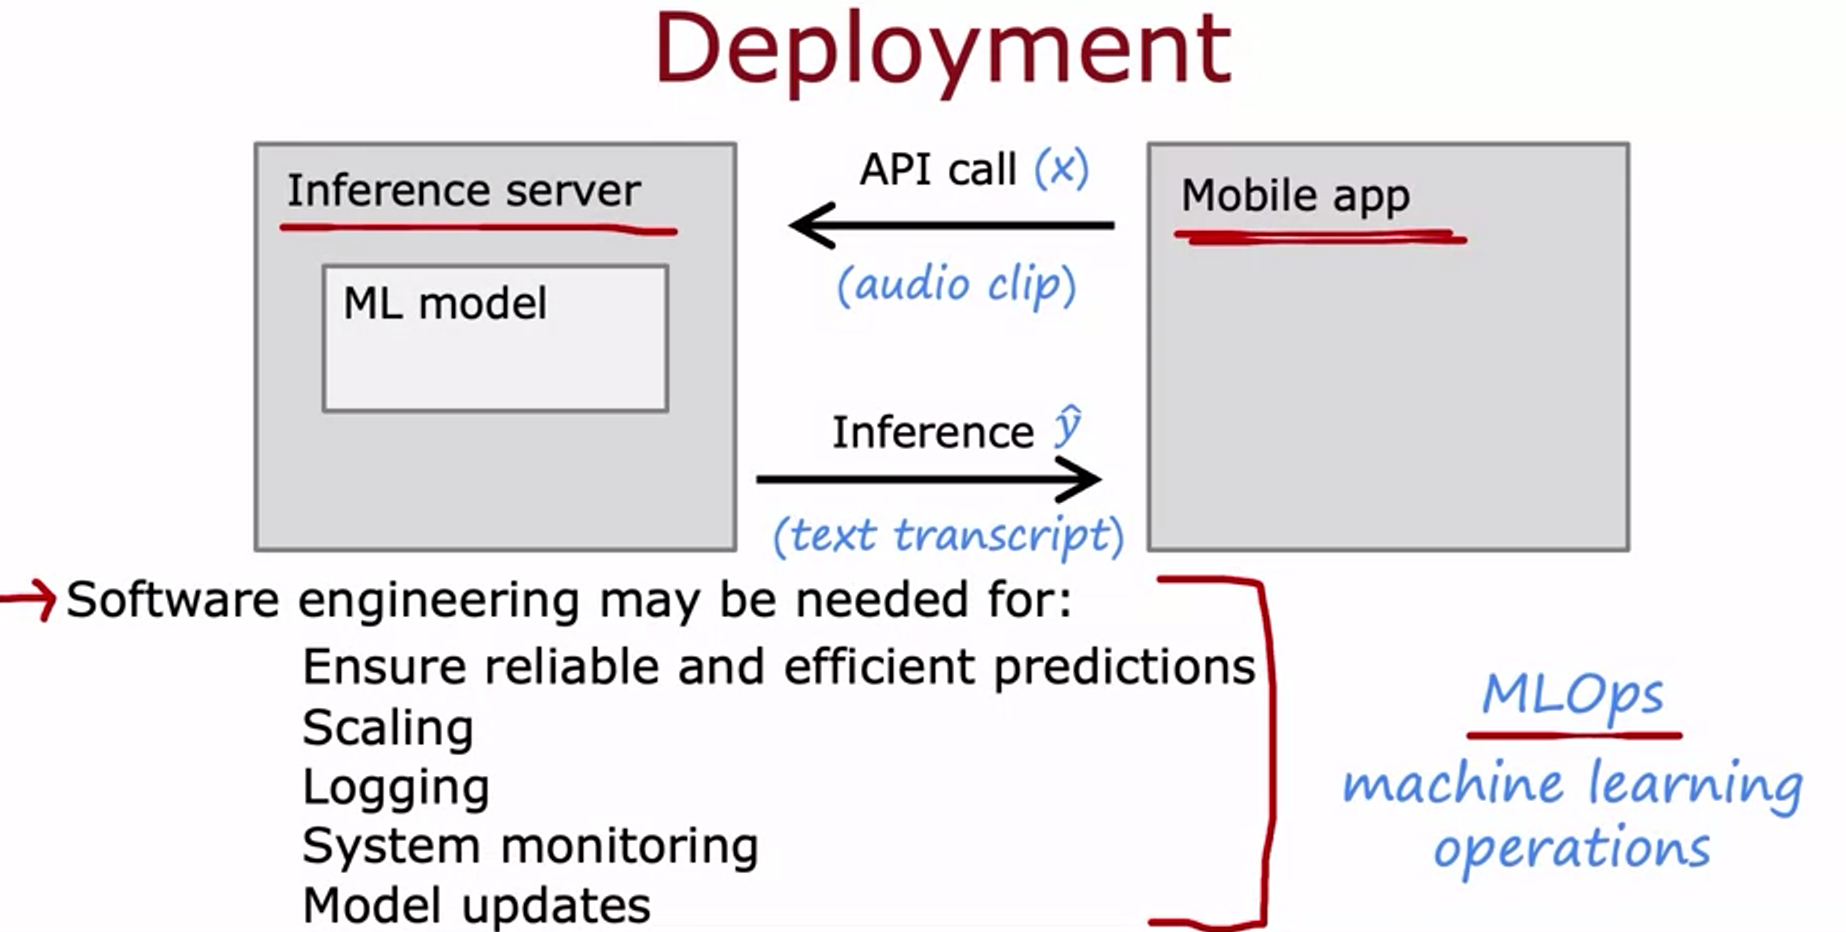 Deployment
Inference server
ML model
API call (x)
(audio clip)
Inference ŷ
(text transcript)
Mobile app
Software engineering may be needed for:
Ensure reliable and efficient predictions
Scaling
Logging
System monitoring
Model updates
MLOps
machine learning
operations